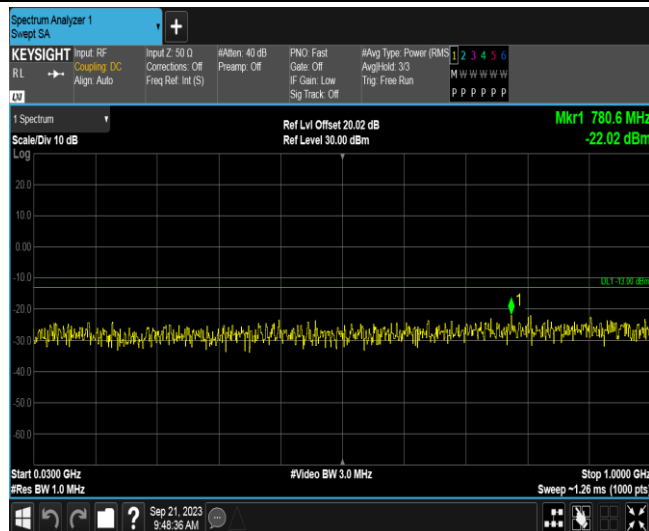 Spectrum Analyzer 1
Swept SA
+
KEYSIGHT
RL
Input: RF
Coupling: DC
Align: Auto
Input Z: 50 Ω
Corrections: Off
Freq Ref: Int (S)
#Atten: 40 dB
Preamp: Off
PNO: Fast
Gate: Off
IF Gain: Low
Sig Track: Off
#Avg Type: Power (RMS
Avg|Hold: 3/3
Trig: Free Run
1 2 3 4 5 6
M W W W W W
P P P P P P
1 Spectrum
Scale/Div 10 dB
Ref Lvl Offset 20.02 dB
Ref Level 30.00 dBm
Mkr1 780.6 MHz
-22.02 dBm
Log
20.0
10.0
0.00
-10.0
DL1 -13.00 dBm
1
-20.0
-30.0
-40.0
-50.0
-60.0
Start 0.0300 GHz
#Res BW 1.0 MHz
#Video BW 3.0 MHz
Stop 1.0000 GHz
Sweep ~1.26 ms (1000 pts)
?
Sep 21, 2023
9:48:36 AM